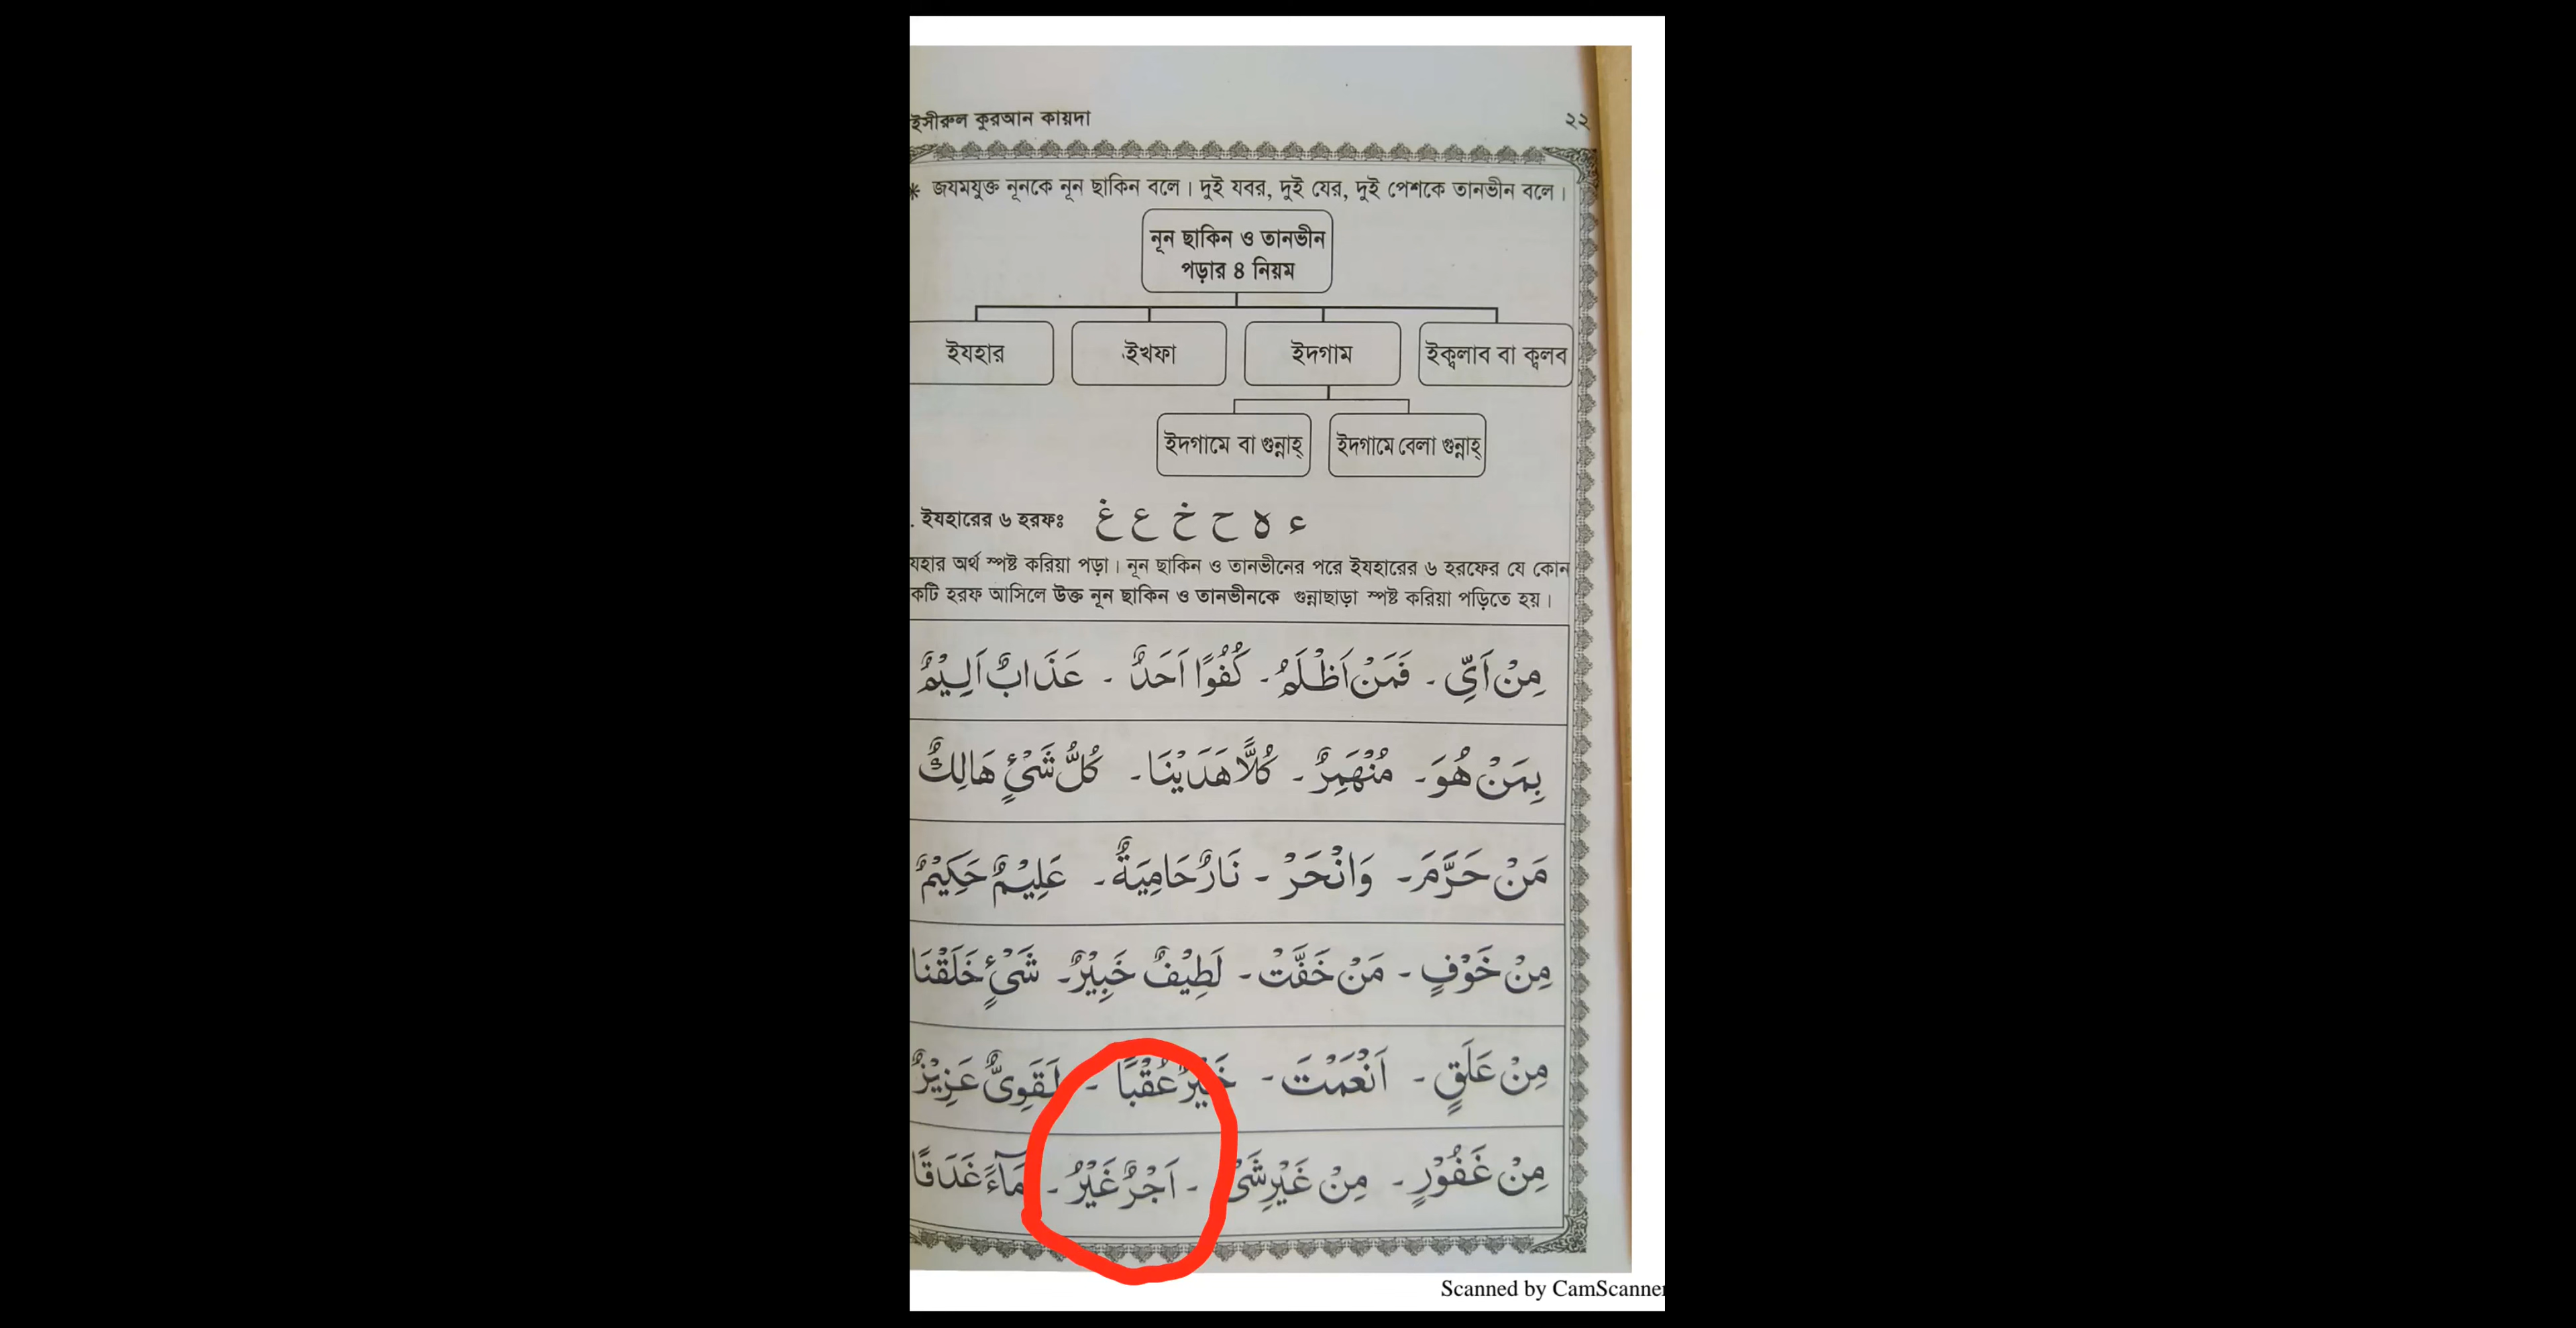 ইসীরুল কুরআন কায়দা ২২
* জযমযুক্ত নূনকে নূন ছাকিন বলে। দুই যবর, দুই যের, দুই পেশকে তানভীন বলে।
নূন ছাকিন ও তানভীন
পড়ার ৪ নিয়ম
ইযহার ইখফা ইদগাম ইক্বলাব বা ক্বলব
ইদগামে বা গুন্নাহ্ ইদগামে বেলা গুন্নাহ্
. ইযহারের ৬ হরফঃ ء ه ح خ ع غ
যহার অর্থ স্পষ্ট করিয়া পড়া। নূন ছাকিন ও তানভীনের পরে ইযহারের ৬ হরফের যে কোন
কটি হরফ আসিলে উক্ত নূন ছাকিন ও তানভীনকে গুন্নাছাড়া স্পষ্ট করিয়া পড়িতে হয়।
مِنْ اَيِّ - فَمَنْ اَظْلَمُ - كُفُوًا اَحَدٌ - عَذَابٌ اَلِيْمٌ
بِمَنْ هُوَ - مُنْهَمِرٌ - كُلًّا هَدَيْنَا - كُلُّ شَىْءٍ هَالِكٌ
مَنْ حَرَّمَ - وَانْحَرْ - نَارٌ حَامِيَةٌ - عَلِيْمٌ حَكِيْمٌ
مِنْ خَوْفٍ - مَنْ خَفَّتْ - لَطِيْفٌ خَبِيْرٌ - شَىْءٍ خَلَقْنَا
مِنْ عَلَقٍ - اَنْعَمْتَ - خَيْرٌ عُقْبًا - لَقَوِىٌّ عَزِيْزٌ
مِنْ غَفُوْرٍ - مِنْ غَيْرِ شَىْ - اَجْرٌ غَيْرُ - مَآءً غَدَقًا
Scanned by CamScanner